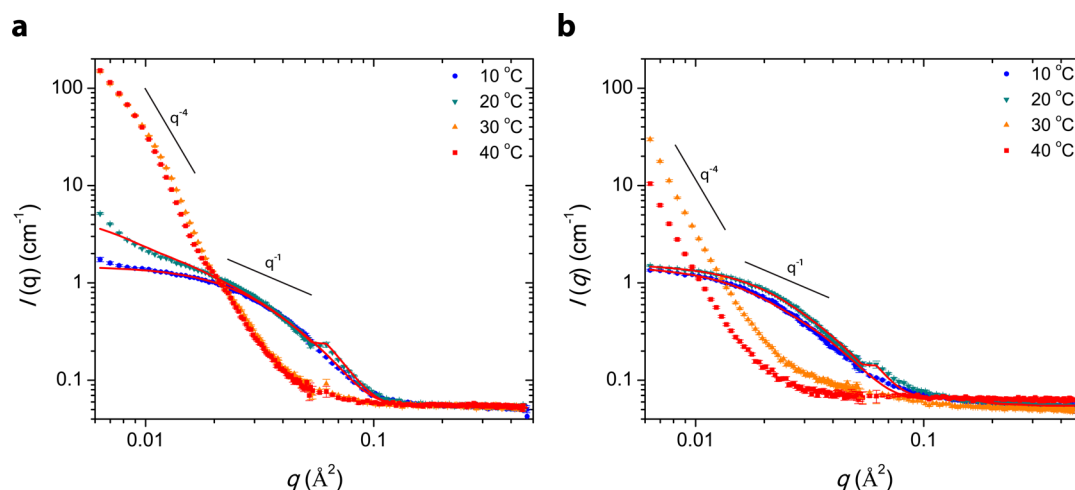 a
b
100
10
1
0.1
I (q) (cm⁻¹)
q⁻⁴
q⁻¹
10 °C
20 °C
30 °C
40 °C
0.01
0.1
q (Å²)
100
10
1
0.1
I (q) (cm⁻¹)
q⁻⁴
q⁻¹
10 °C
20 °C
30 °C
40 °C
0.01
0.1
q (Å²)